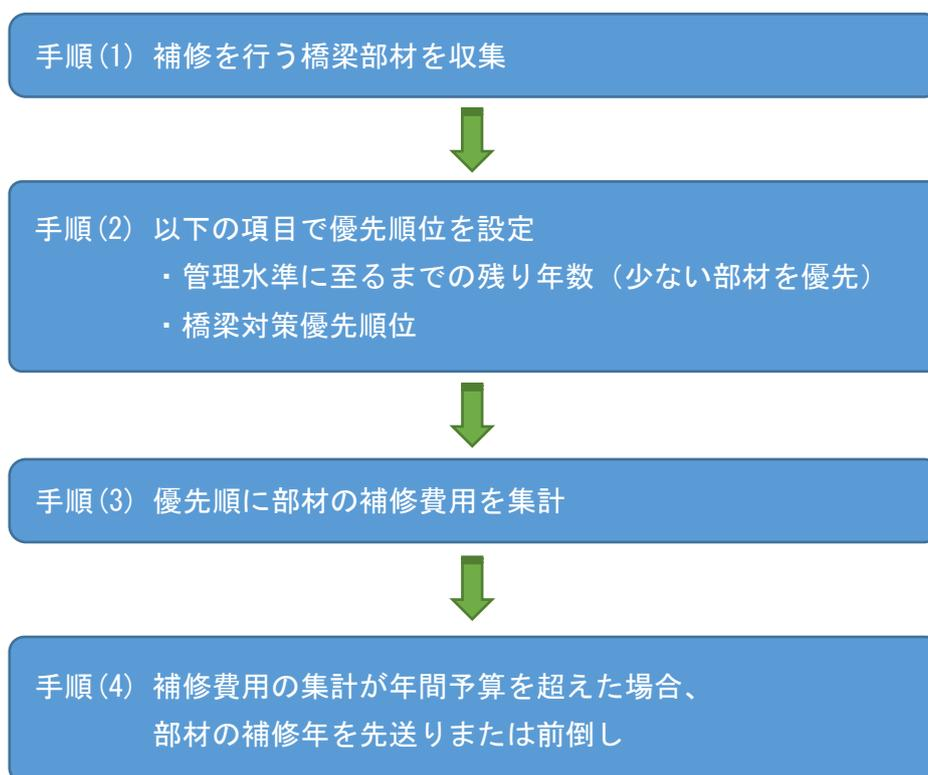 手順(1) 補修を行う橋梁部材を収集
手順(2) 以下の項目で優先順位を設定
・管理水準に至るまでの残り年数（少ない部材を優先）
・橋梁対策優先順位
手順(3) 優先順に部材の補修費用を集計
手順(4) 補修費用の集計が年間予算を超えた場合、
部材の補修年を先送りまたは前倒し